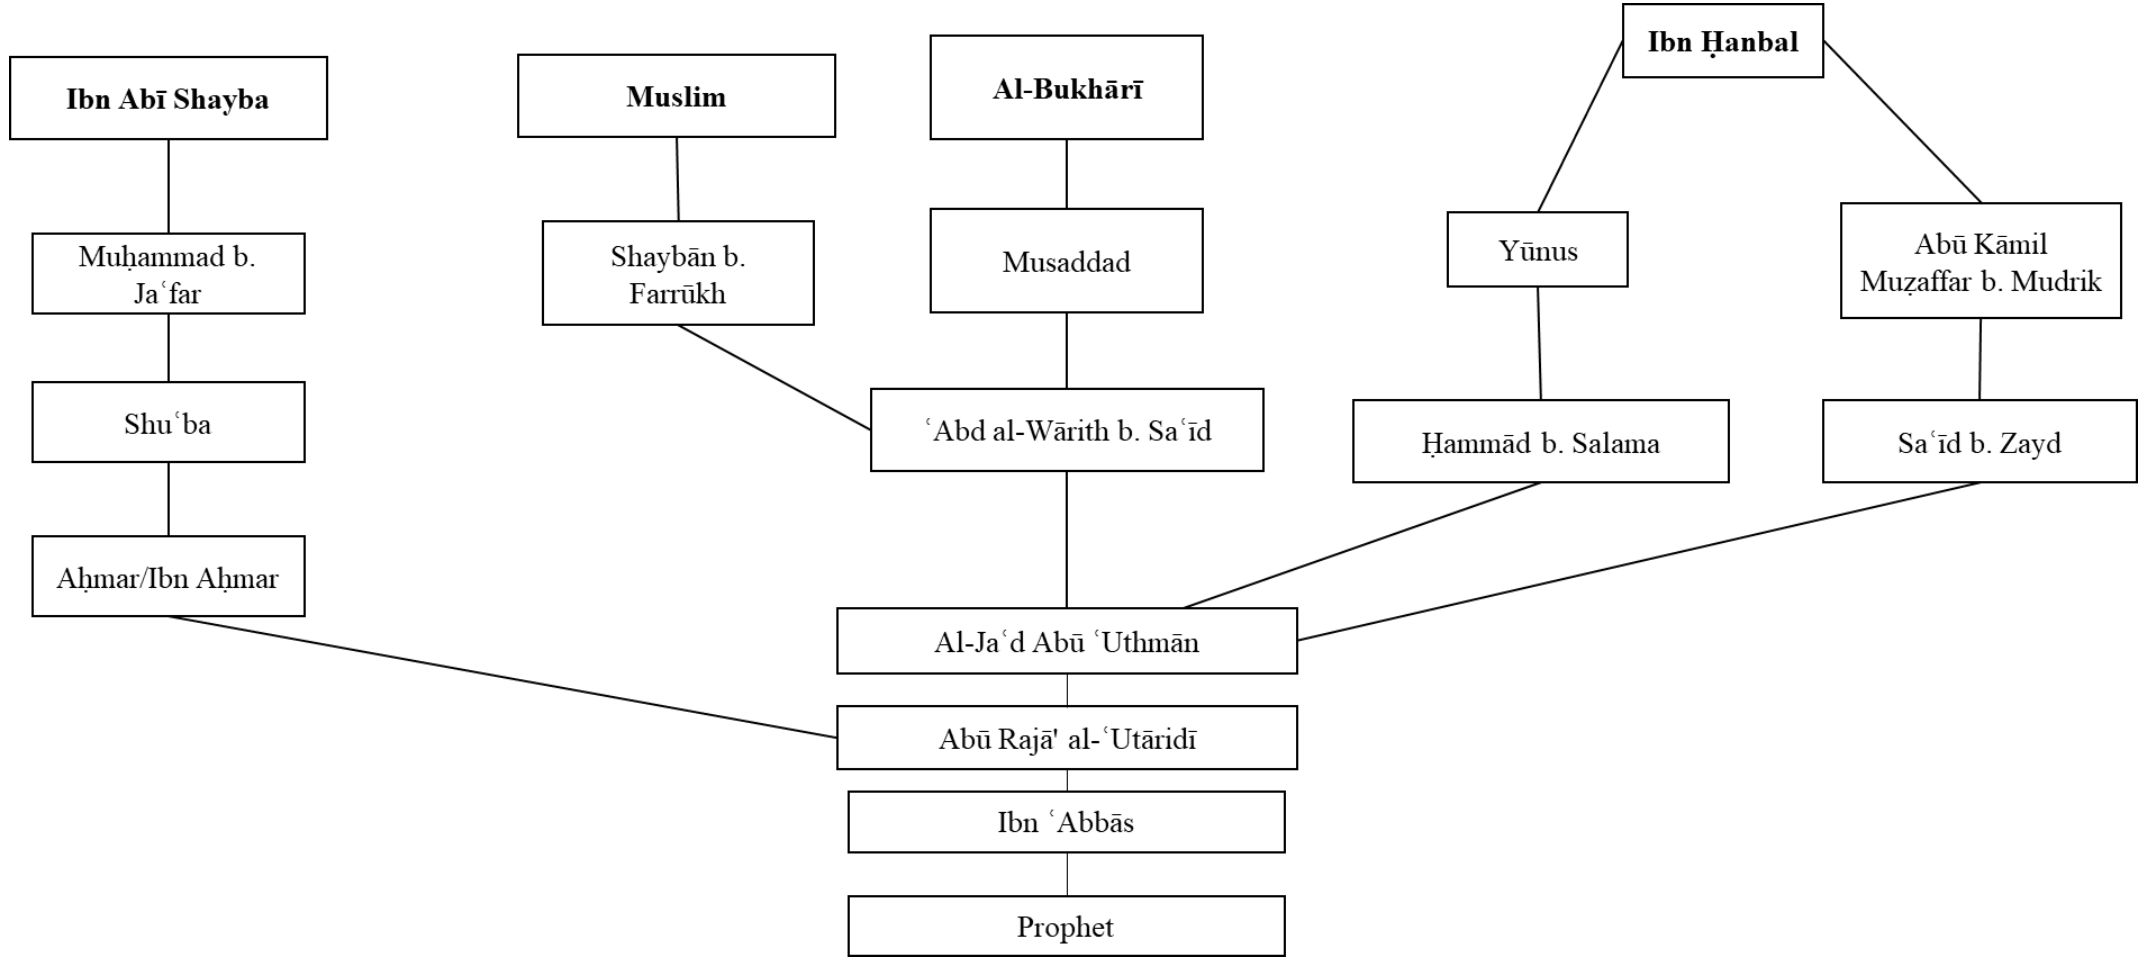 Ibn Ḥanbal
Al-Bukhārī
Muslim
Ibn Abī Shayba
Muḥammad b.
Jaʿfar
Shaybān b.
Farrūkh
Musaddad
Yūnus
Abū Kāmil
Muẓaffar b. Mudrik
Shuʿba
ʿAbd al-Wārith b. Saʿīd
Ḥammād b. Salama
Saʿīd b. Zayd
Aḥmar/Ibn Aḥmar
Al-Jaʿd Abū ʿUthmān
Abū Rajā' al-ʿUtāridī
Ibn ʿAbbās
Prophet